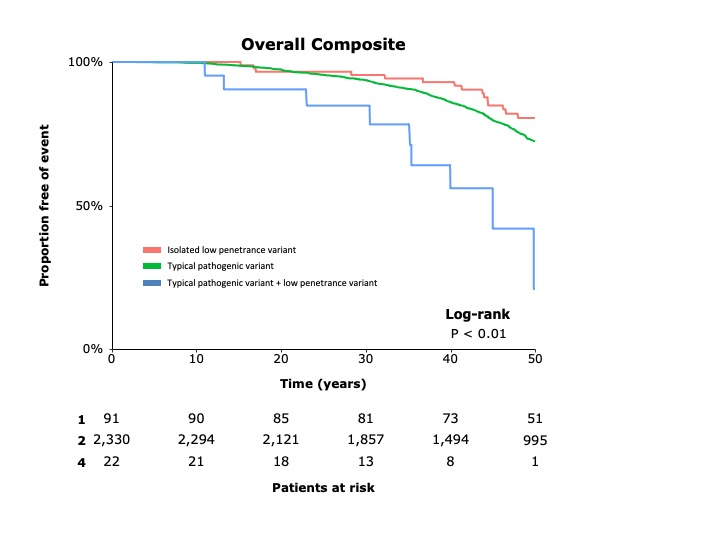 Overall Composite
100%
50%
0%
Proportion free of event
Isolated low penetrance variant
Typical pathogenic variant
Typical pathogenic variant + low penetrance variant
Log-rank
P < 0.01
0 10 20 30 40 50
Time (years)
1 91 90 85 81 73 51
2 2,330 2,294 2,121 1,857 1,494 995
4 22 21 18 13 8 1
Patients at risk